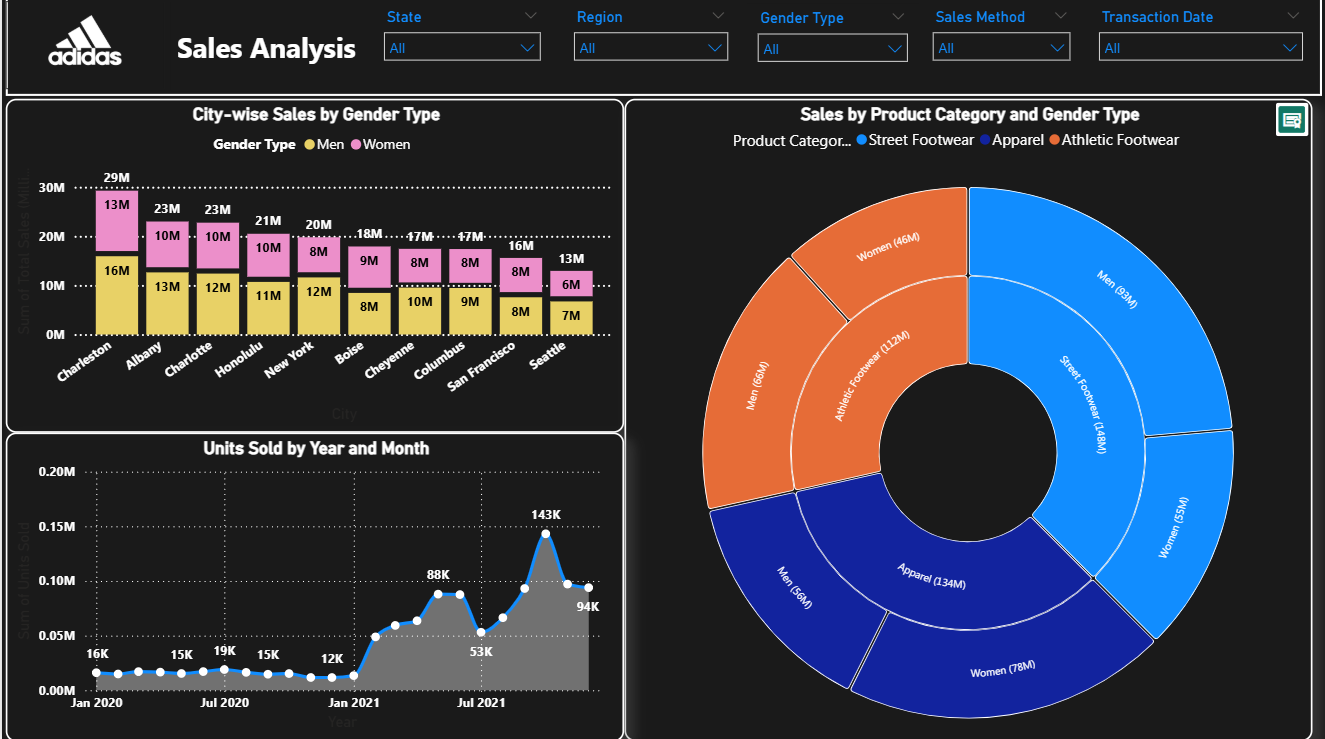 adidas
Sales Analysis
State
All
Region
All
Gender Type
All
Sales Method
All
Transaction Date
All
City-wise Sales by Gender Type
Gender Type Men Women
Sum of Total Sales (Milli...
30M
20M
10M
0M
29M
13M
16M
23M
10M
13M
23M
10M
12M
21M
10M
11M
20M
8M
12M
18M
9M
8M
17M
8M
10M
17M
8M
9M
16M
8M
8M
13M
6M
7M
Charleston
Albany
Charlotte
Honolulu
New York
Boise
Cheyenne
Columbus
San Francisco
Seattle
City
Units Sold by Year and Month
Sum of Units Sold
0.20M
0.15M
0.10M
0.05M
0.00M
16K
15K
19K
15K
12K
88K
53K
143K
94K
Jan 2020
Jul 2020
Jan 2021
Jul 2021
Year
Sales by Product Category and Gender Type
Product Categor... Street Footwear Apparel Athletic Footwear
Women (46M)
Men (93M)
Athletic Footwear (112M)
Street Footwear (148M)
Men (66M)
Women (55M)
Apparel (134M)
Men (56M)
Women (78M)